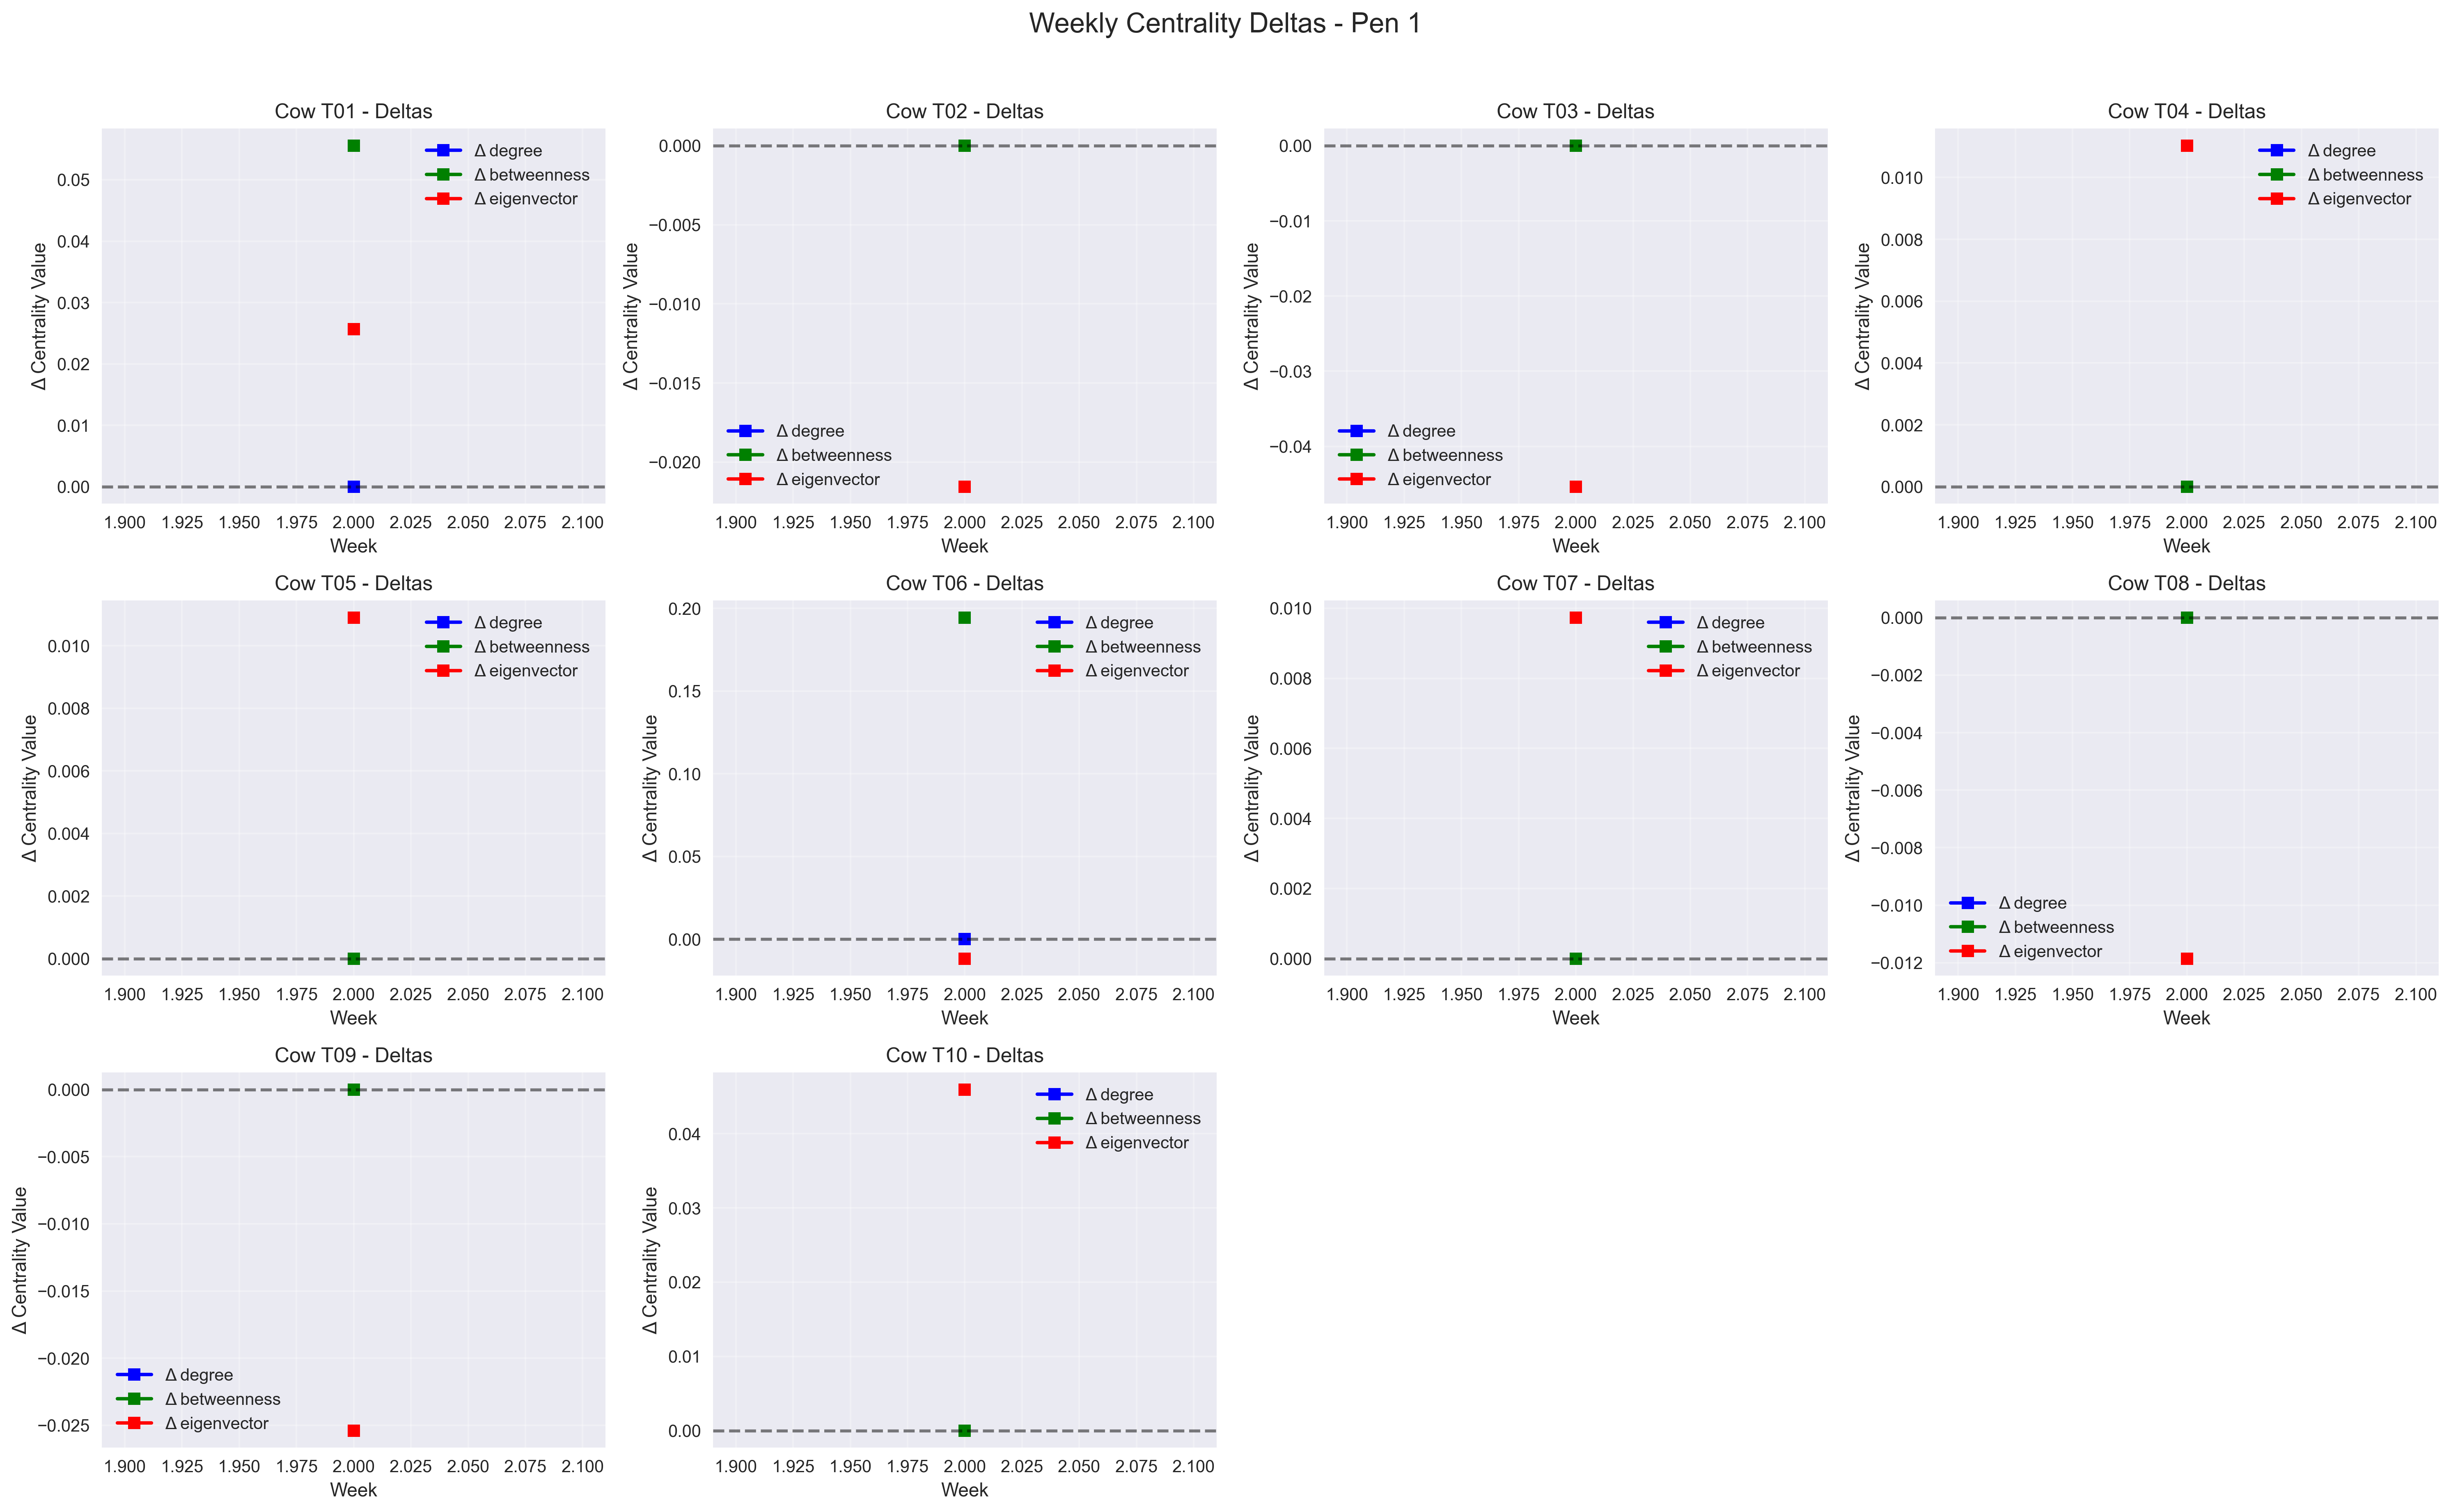 Weekly Centrality Deltas - Pen 1
Cow T01 - Deltas
Δ Centrality Value
0.05
0.04
0.03
0.02
0.01
0.00
Δ degree
Δ betweenness
Δ eigenvector
1.900 1.925 1.950 1.975 2.000 2.025 2.050 2.075 2.100
Week
Cow T02 - Deltas
Δ Centrality Value
0.000
−0.005
−0.010
−0.015
−0.020
Δ degree
Δ betweenness
Δ eigenvector
1.900 1.925 1.950 1.975 2.000 2.025 2.050 2.075 2.100
Week
Cow T03 - Deltas
Δ Centrality Value
0.00
−0.01
−0.02
−0.03
−0.04
Δ degree
Δ betweenness
Δ eigenvector
1.900 1.925 1.950 1.975 2.000 2.025 2.050 2.075 2.100
Week
Cow T04 - Deltas
Δ Centrality Value
0.010
0.008
0.006
0.004
0.002
0.000
Δ degree
Δ betweenness
Δ eigenvector
1.900 1.925 1.950 1.975 2.000 2.025 2.050 2.075 2.100
Week
Cow T05 - Deltas
Δ Centrality Value
0.010
0.008
0.006
0.004
0.002
0.000
Δ degree
Δ betweenness
Δ eigenvector
1.900 1.925 1.950 1.975 2.000 2.025 2.050 2.075 2.100
Week
Cow T06 - Deltas
Δ Centrality Value
0.20
0.15
0.10
0.05
0.00
Δ degree
Δ betweenness
Δ eigenvector
1.900 1.925 1.950 1.975 2.000 2.025 2.050 2.075 2.100
Week
Cow T07 - Deltas
Δ Centrality Value
0.010
0.008
0.006
0.004
0.002
0.000
Δ degree
Δ betweenness
Δ eigenvector
1.900 1.925 1.950 1.975 2.000 2.025 2.050 2.075 2.100
Week
Cow T08 - Deltas
Δ Centrality Value
0.000
−0.002
−0.004
−0.006
−0.008
−0.010
−0.012
Δ degree
Δ betweenness
Δ eigenvector
1.900 1.925 1.950 1.975 2.000 2.025 2.050 2.075 2.100
Week
Cow T09 - Deltas
Δ Centrality Value
0.000
−0.005
−0.010
−0.015
−0.020
−0.025
Δ degree
Δ betweenness
Δ eigenvector
1.900 1.925 1.950 1.975 2.000 2.025 2.050 2.075 2.100
Week
Cow T10 - Deltas
Δ Centrality Value
0.04
0.03
0.02
0.01
0.00
Δ degree
Δ betweenness
Δ eigenvector
1.900 1.925 1.950 1.975 2.000 2.025 2.050 2.075 2.100
Week